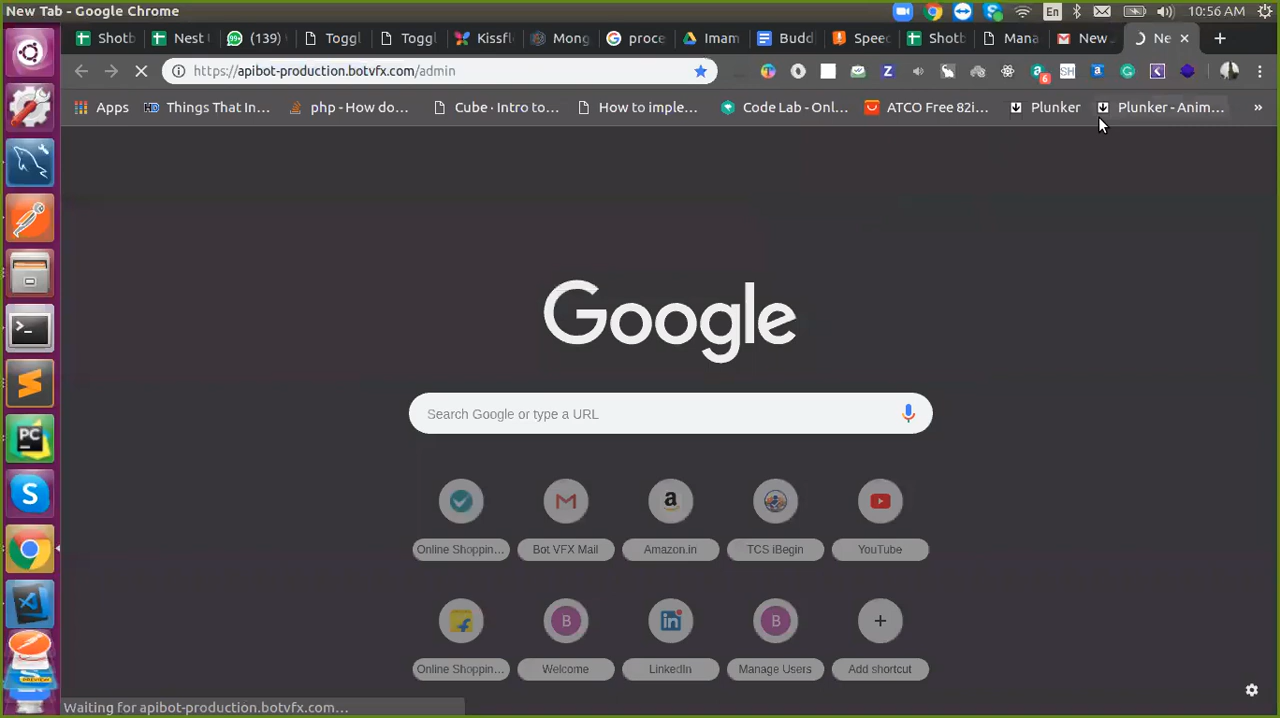 New Tab - Google Chrome
En 10:56 AM
Shotb Nest (139) Toggl Toggl Kissfl Mong proce Imam Budd Speec Shotb Mana New Ne
https://apibot-production.botvfx.com/admin
Apps Things That In... php - How do... Cube · Intro to... How to imple... Code Lab - Onl... ATCO Free 82i... Plunker Plunker - Anim... »
Google
Search Google or type a URL
Online Shoppin... Bot VFX Mail Amazon.in TCS iBegin YouTube
Online Shoppin... Welcome LinkedIn Manage Users Add shortcut
Waiting for apibot-production.botvfx.com...